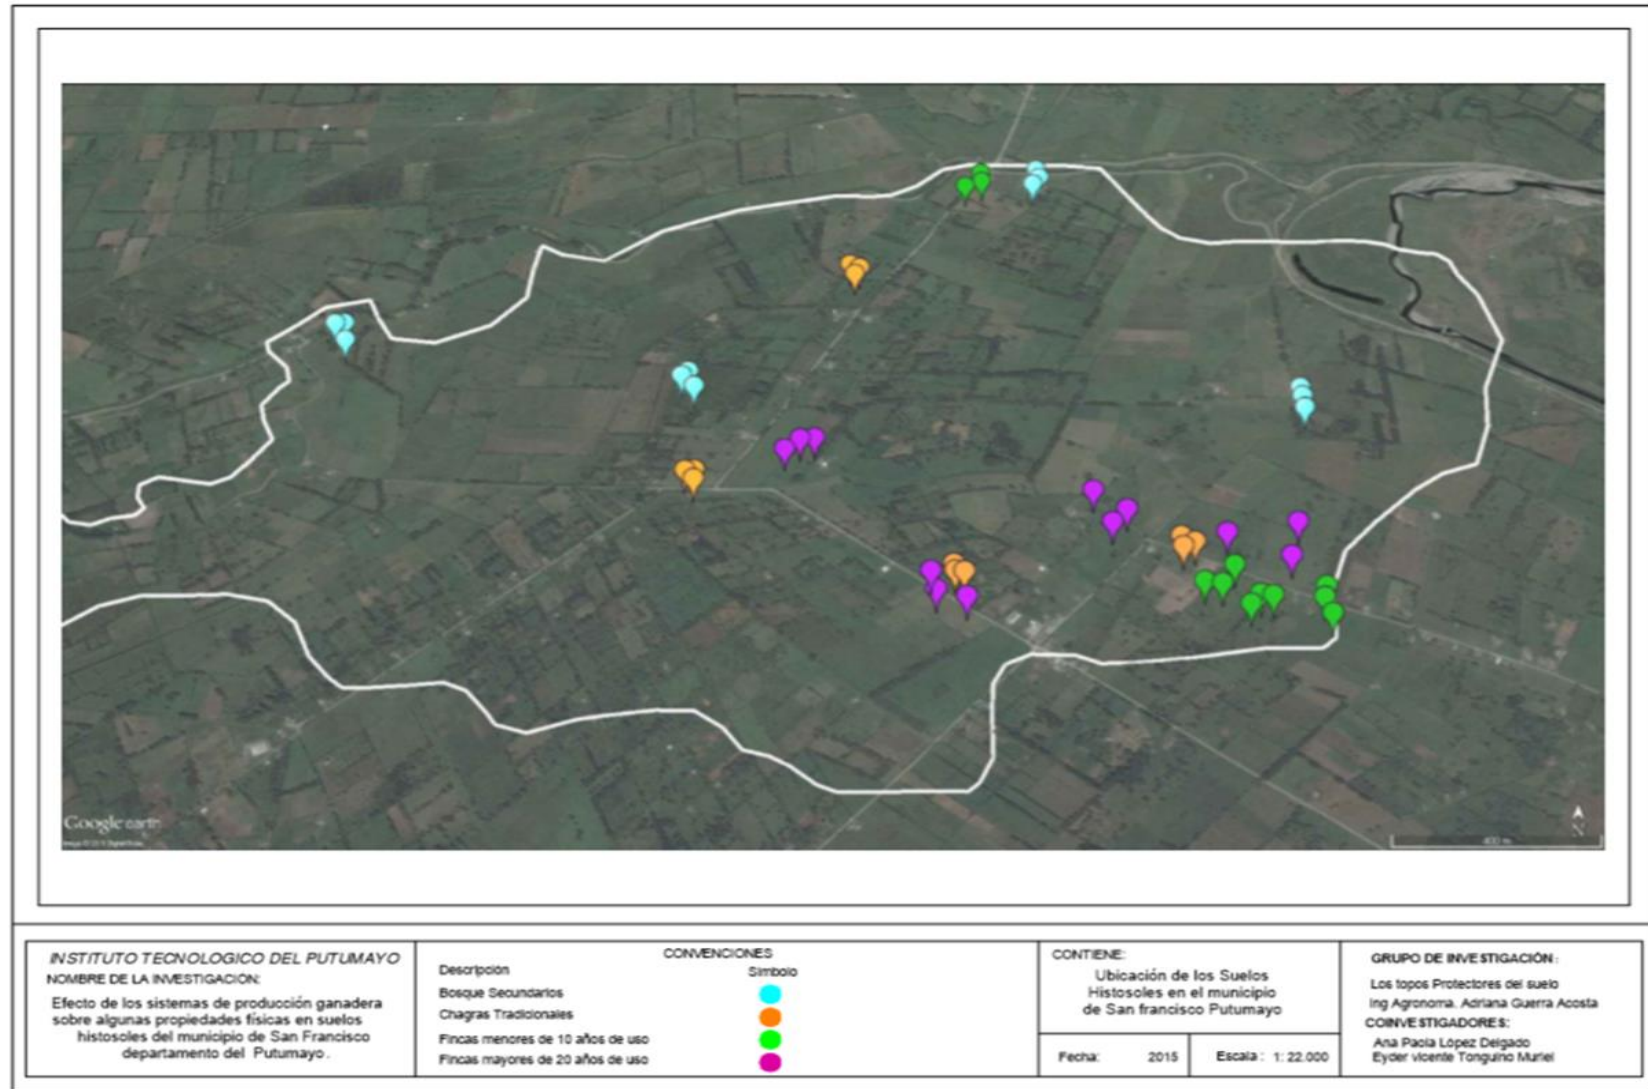 Google earth
N
400 m
INSTITUTO TECNOLOGICO DEL PUTUMAYO
NOMBRE DE LA INVESTIGACIÓN:
Efecto de los sistemas de producción ganadera
sobre algunas propiedades físicas en suelos
histosoles del municipio de San Francisco
departamento del Putumayo.
CONVENCIONES
Descripción Simbolo
Bosque Secundarios
Chagras Tradicionales
Fincas menores de 10 años de uso
Fincas mayores de 20 años de uso
CONTIENE:
Ubicación de los Suelos
Histosoles en el municipio
de San francisco Putumayo
Fecha: 2015 Escala : 1: 22.000
GRUPO DE INVESTIGACIÓN:
Los topos Protectores del suelo
Ing Agronoma. Adriana Guerra Acosta
COINVESTIGADORES:
Ana Paola López Delgado
Eyder vicente Tonguino Muriel